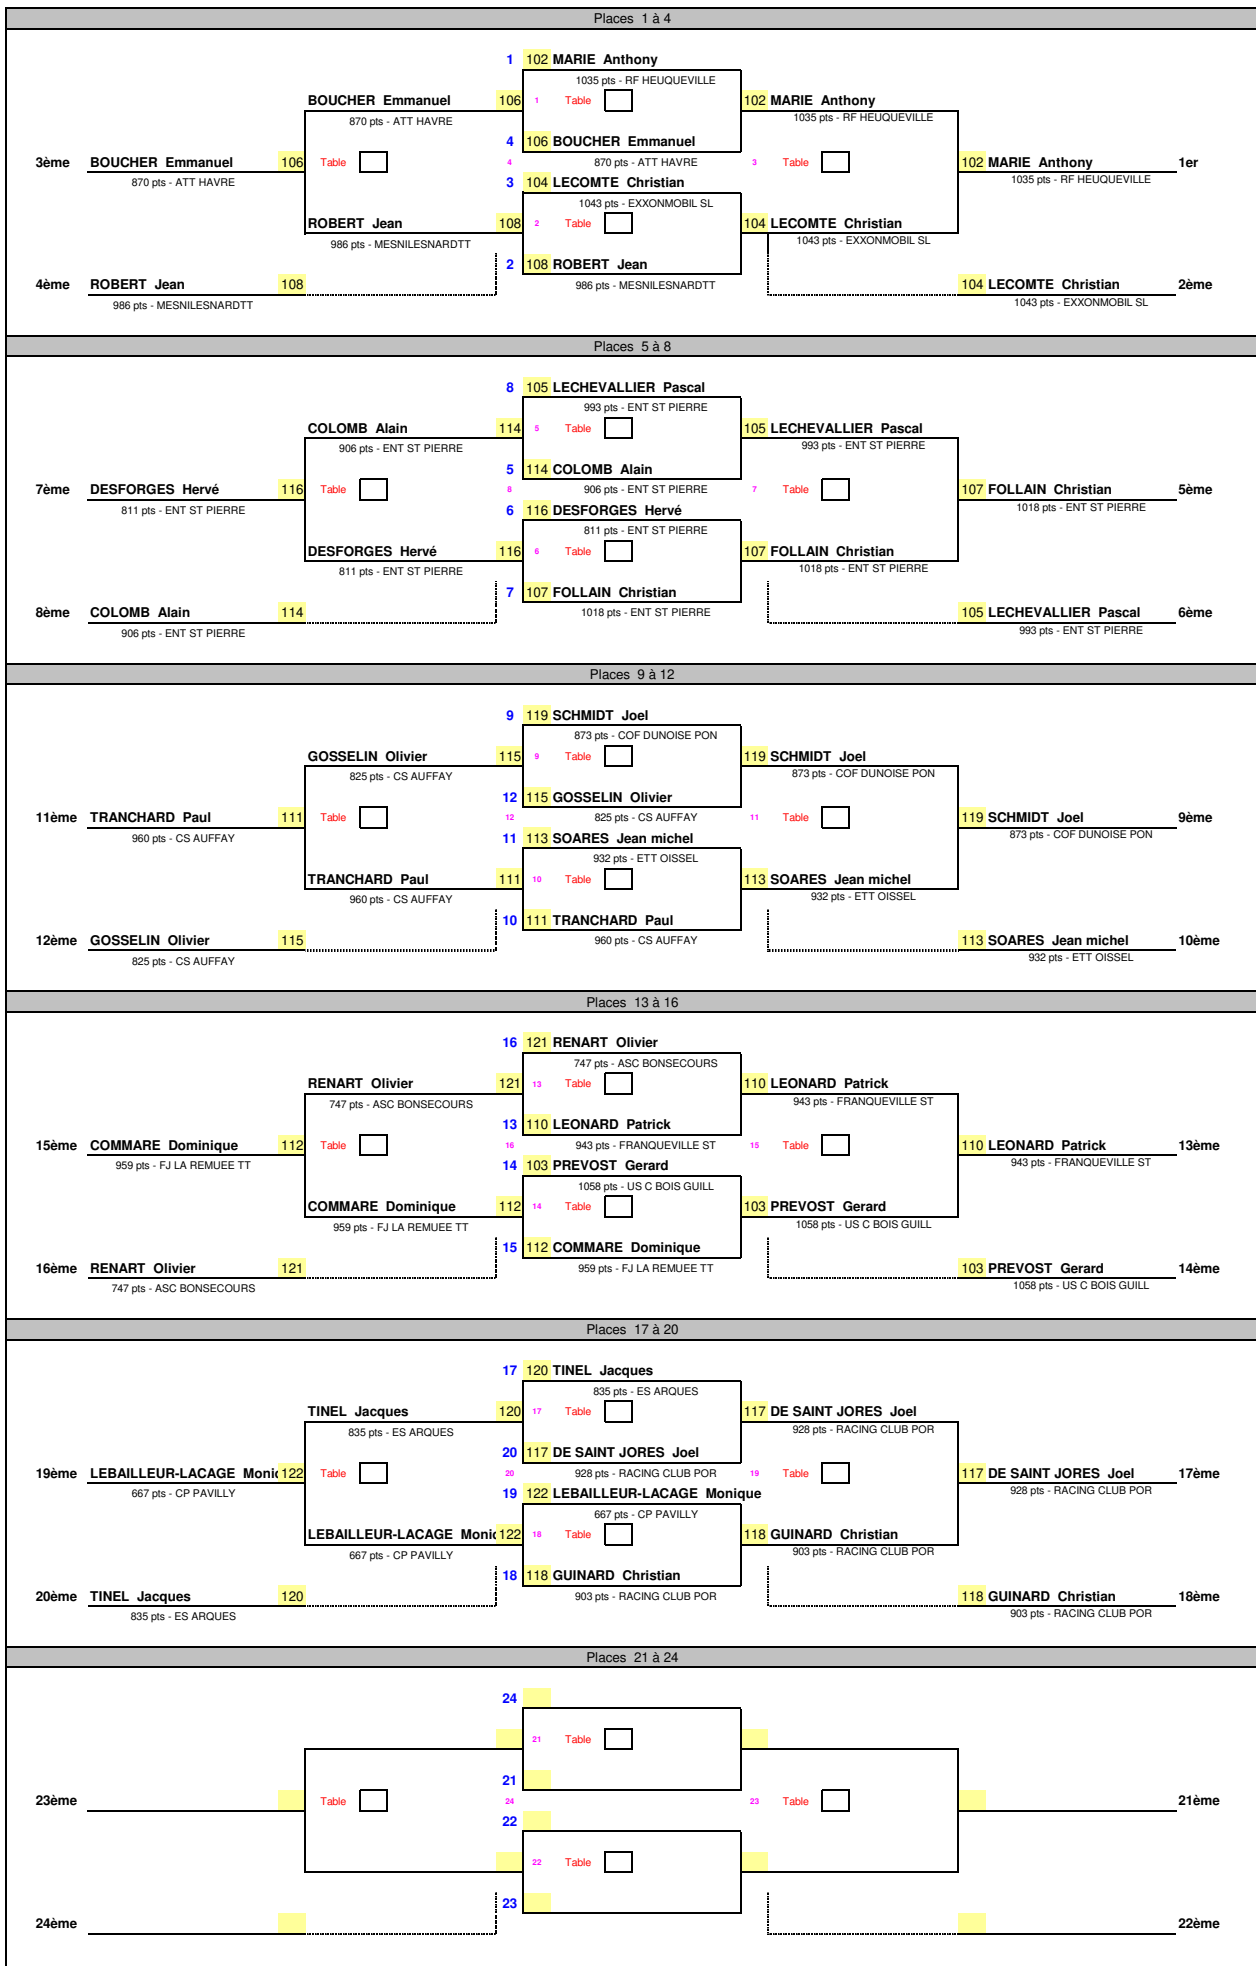 Places 1 à 4
1 102 MARIE Anthony
1035 pts - RF HEUQUEVILLE
BOUCHER Emmanuel 106 1 Table 102 MARIE Anthony
870 pts - ATT HAVRE 1035 pts - RF HEUQUEVILLE
4 106 BOUCHER Emmanuel
3ème BOUCHER Emmanuel 106 Table 4 870 pts - ATT HAVRE 3 Table 102 MARIE Anthony 1er
870 pts - ATT HAVRE 3 104 LECOMTE Christian 1035 pts - RF HEUQUEVILLE
1043 pts - EXXONMOBIL SL
ROBERT Jean 108 2 Table 104 LECOMTE Christian
986 pts - MESNILESNARDTT 1043 pts - EXXONMOBIL SL
2 108 ROBERT Jean
4ème ROBERT Jean 108 986 pts - MESNILESNARDTT 104 LECOMTE Christian 2ème
986 pts - MESNILESNARDTT 1043 pts - EXXONMOBIL SL
Places 5 à 8
8 105 LECHEVALLIER Pascal
993 pts - ENT ST PIERRE
COLOMB Alain 114 5 Table 105 LECHEVALLIER Pascal
906 pts - ENT ST PIERRE 993 pts - ENT ST PIERRE
5 114 COLOMB Alain
7ème DESFORGES Hervé 116 Table 8 906 pts - ENT ST PIERRE 7 Table 107 FOLLAIN Christian 5ème
811 pts - ENT ST PIERRE 6 116 DESFORGES Hervé 1018 pts - ENT ST PIERRE
811 pts - ENT ST PIERRE
DESFORGES Hervé 116 6 Table 107 FOLLAIN Christian
811 pts - ENT ST PIERRE 1018 pts - ENT ST PIERRE
7 107 FOLLAIN Christian
8ème COLOMB Alain 114 1018 pts - ENT ST PIERRE 105 LECHEVALLIER Pascal 6ème
906 pts - ENT ST PIERRE 993 pts - ENT ST PIERRE
Places 9 à 12
9 119 SCHMIDT Joel
873 pts - COF DUNOISE PON
GOSSELIN Olivier 115 9 Table 119 SCHMIDT Joel
825 pts - CS AUFFAY 873 pts - COF DUNOISE PON
12 115 GOSSELIN Olivier
11ème TRANCHARD Paul 111 Table 12 825 pts - CS AUFFAY 11 Table 119 SCHMIDT Joel 9ème
960 pts - CS AUFFAY 11 113 SOARES Jean michel 873 pts - COF DUNOISE PON
932 pts - ETT OISSEL
TRANCHARD Paul 111 10 Table 113 SOARES Jean michel
960 pts - CS AUFFAY 932 pts - ETT OISSEL
10 111 TRANCHARD Paul
12ème GOSSELIN Olivier 115 960 pts - CS AUFFAY 113 SOARES Jean michel 10ème
825 pts - CS AUFFAY 932 pts - ETT OISSEL
Places 13 à 16
16 121 RENART Olivier
747 pts - ASC BONSECOURS
RENART Olivier 121 13 Table 110 LEONARD Patrick
747 pts - ASC BONSECOURS 943 pts - FRANQUEVILLE ST
13 110 LEONARD Patrick
15ème COMMARE Dominique 112 Table 16 943 pts - FRANQUEVILLE ST 15 Table 110 LEONARD Patrick 13ème
959 pts - FJ LA REMUEE TT 14 103 PREVOST Gerard 943 pts - FRANQUEVILLE ST
1058 pts - US C BOIS GUILL
COMMARE Dominique 112 14 Table 103 PREVOST Gerard
959 pts - FJ LA REMUEE TT 1058 pts - US C BOIS GUILL
15 112 COMMARE Dominique
16ème RENART Olivier 121 959 pts - FJ LA REMUEE TT 103 PREVOST Gerard 14ème
747 pts - ASC BONSECOURS 1058 pts - US C BOIS GUILL
Places 17 à 20
17 120 TINEL Jacques
835 pts - ES ARQUES
TINEL Jacques 120 17 Table 117 DE SAINT JORES Joel
835 pts - ES ARQUES 928 pts - RACING CLUB POR
20 117 DE SAINT JORES Joel
19ème LEBAILLEUR-LACAGE Moni 122 Table 20 928 pts - RACING CLUB POR 19 Table 117 DE SAINT JORES Joel 17ème
667 pts - CP PAVILLY 19 122 LEBAILLEUR-LACAGE Monique 928 pts - RACING CLUB POR
667 pts - CP PAVILLY
LEBAILLEUR-LACAGE Moni 122 18 Table 118 GUINARD Christian
667 pts - CP PAVILLY 903 pts - RACING CLUB POR
18 118 GUINARD Christian
20ème TINEL Jacques 120 903 pts - RACING CLUB POR 118 GUINARD Christian 18ème
835 pts - ES ARQUES 903 pts - RACING CLUB POR
Places 21 à 24
24
21 Table
21
23ème Table 24 23 Table 21ème
22
22 Table
23
24ème 22ème